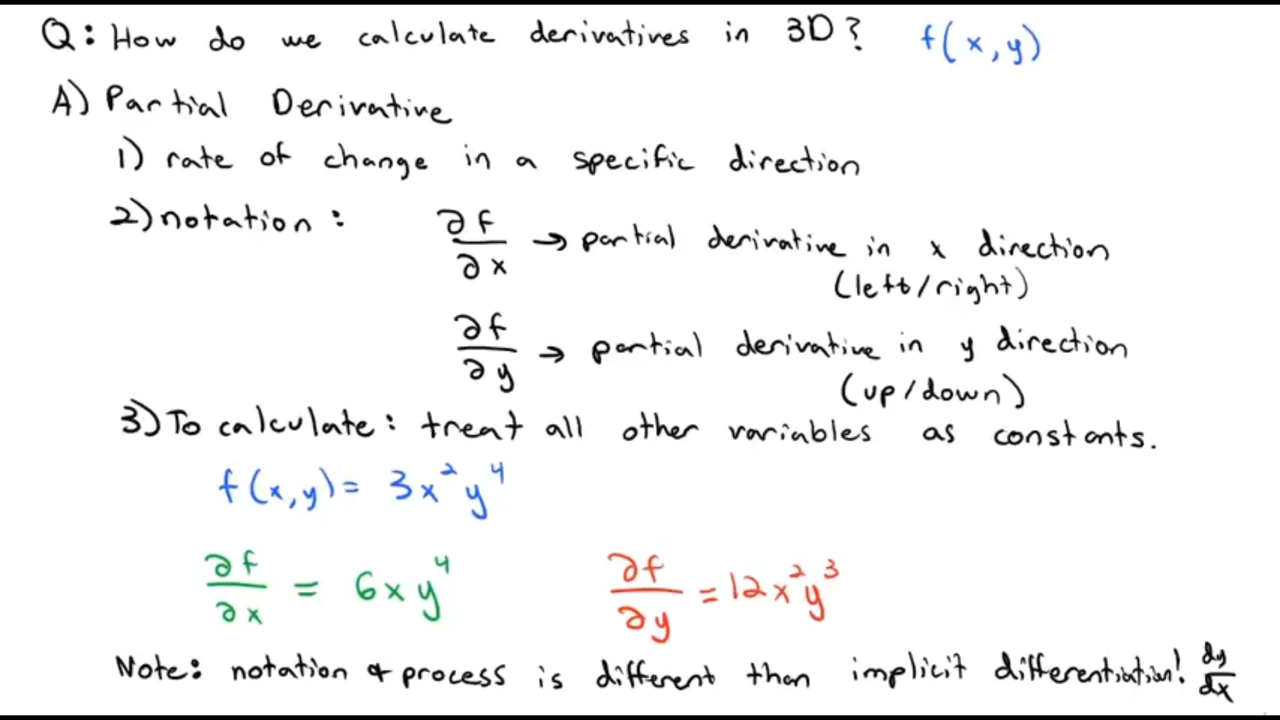 Q: How do we calculate derivatives in 3D? f(x,y)
A) Partial Derivative
1) rate of change in a specific direction
2) notation: ∂f/∂x → partial derivative in x direction
(left/right)
∂f/∂y → partial derivative in y direction
(up/down)
3) To calculate: treat all other variables as constants.
f(x,y) = 3x²y⁴
∂f/∂x = 6xy⁴ ∂f/∂y = 12x²y³
Note: notation & process is different than implicit differentiation! dy/dx